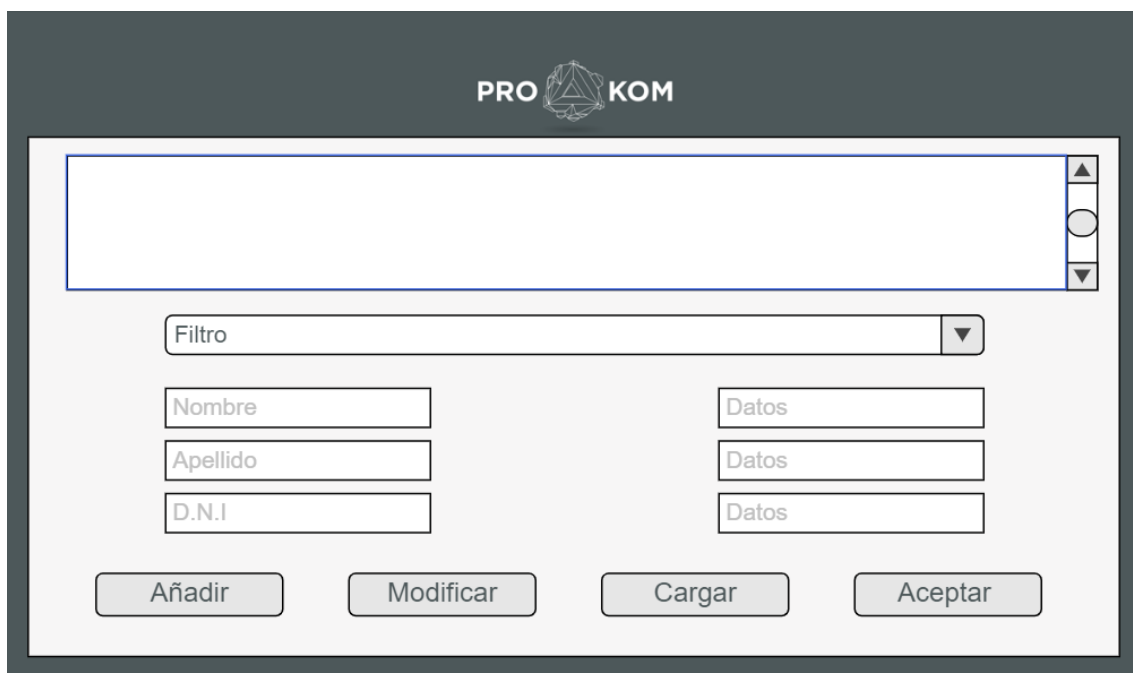 PRO KOM
Filtro
Nombre
Datos
Apellido
Datos
D.N.I
Datos
Añadir
Modificar
Cargar
Aceptar